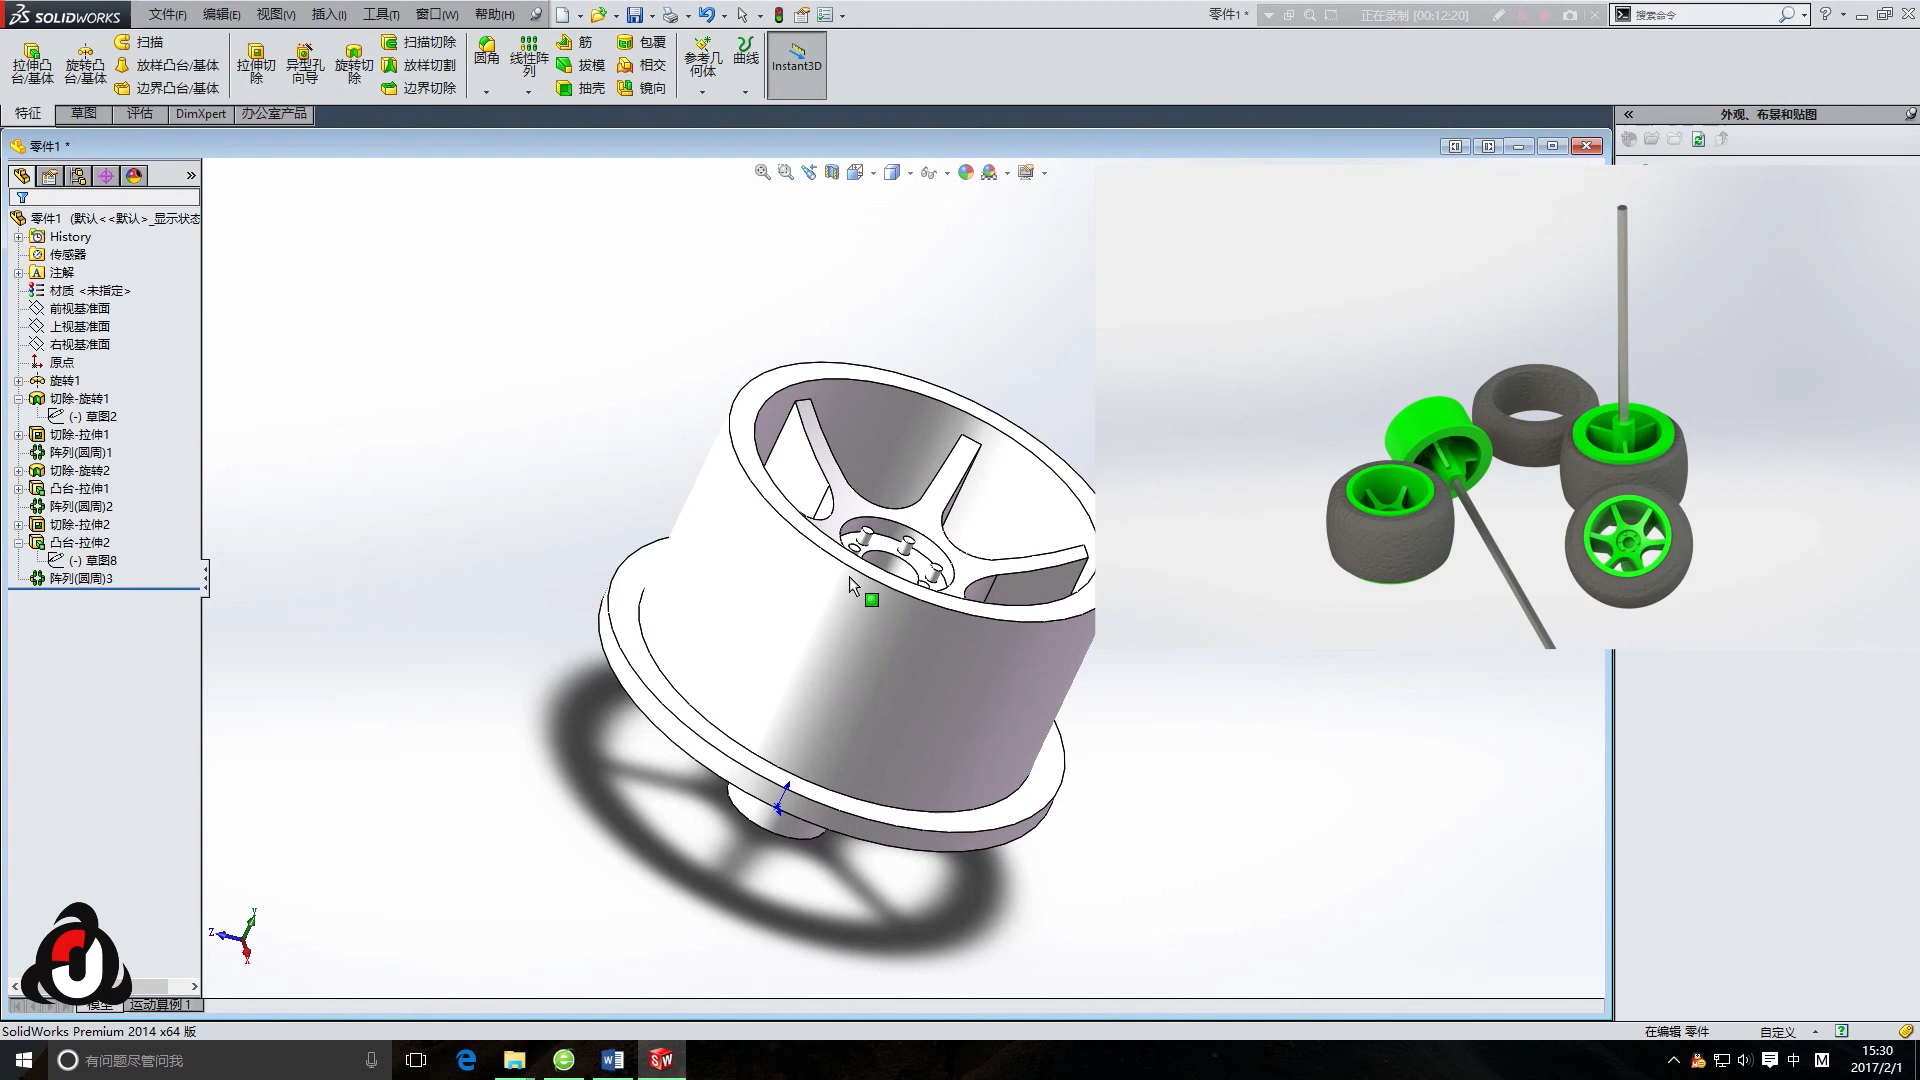 SOLIDWORKS 文件(F) 编辑(E) 视图(V) 插入(I) 工具(T) 窗口(W) 帮助(H) 零件1 * 正在录制 [00:12:20] 搜索命令
拉伸凸台/基体 旋转凸台/基体 扫描 放样凸台/基体 边界凸台/基体 拉伸切除 异型孔向导 旋转切除 扫描切除 放样切割 边界切除 圆角 线性阵列 筋 拔模 抽壳 包覆 相交 镜向 参考几何体 曲线 Instant3D
特征 草图 评估 DimXpert 办公室产品 外观、布景和贴图
零件1 *
零件1 (默认<<默认>_显示状态
History
传感器
注解
材质 <未指定>
前视基准面
上视基准面
右视基准面
原点
旋转1
切除-旋转1
(-) 草图2
切除-拉伸1
阵列(圆周)1
切除-旋转2
凸台-拉伸1
阵列(圆周)2
切除-拉伸2
凸台-拉伸2
(-) 草图8
阵列(圆周)3
Y
Z
X
模型 运动算例 1
SolidWorks Premium 2014 x64 版 在编辑 零件 自定义
有问题尽管问我 中 M 15:30
2017/2/1